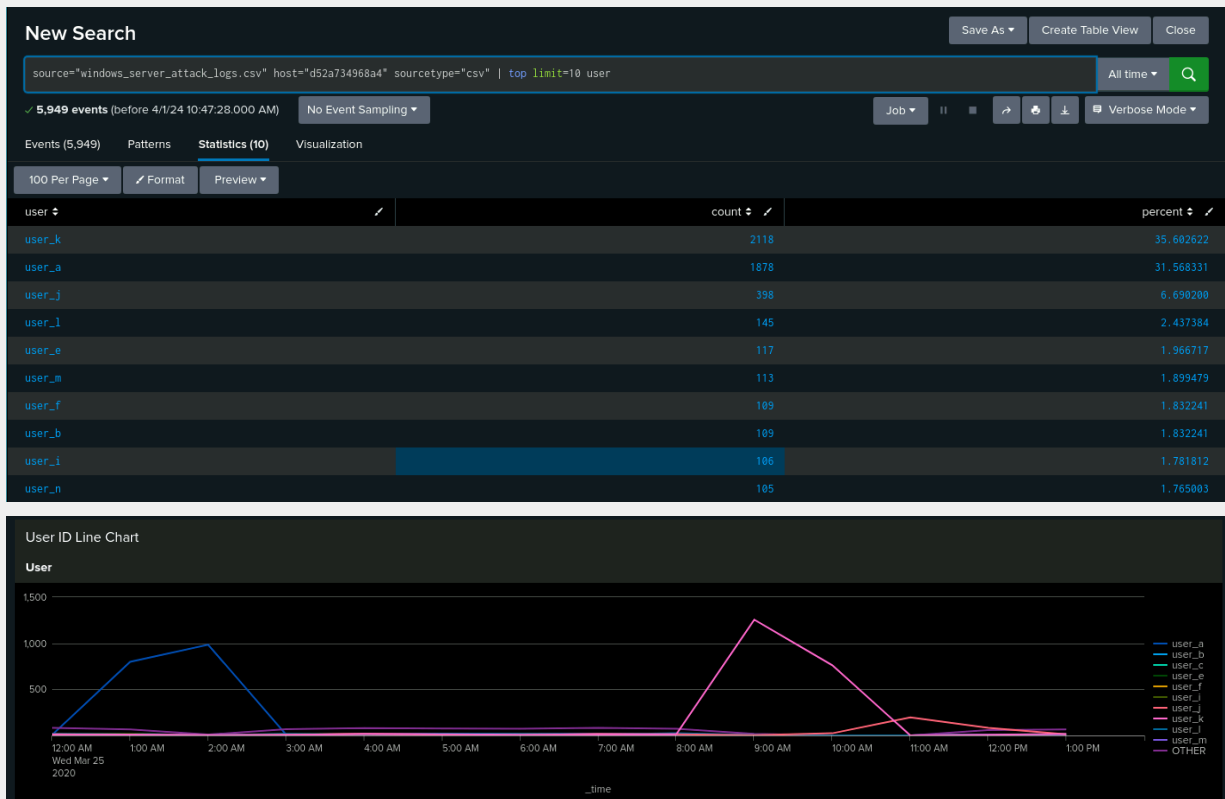 New Search
Save As ▾ Create Table View Close
source="windows_server_attack_logs.csv" host="d52a734968a4" sourcetype="csv" | top limit=10 user
All time ▾
✓ 5,949 events (before 4/1/24 10:47:28.000 AM) No Event Sampling ▾
Job ▾ Verbose Mode ▾
Events (5,949) Patterns Statistics (10) Visualization
100 Per Page ▾ Format Preview ▾
user count percent
user_k 2118 35.602622
user_a 1878 31.568331
user_j 398 6.690200
user_l 145 2.437384
user_e 117 1.966717
user_m 113 1.899479
user_f 109 1.832241
user_b 109 1.832241
user_i 106 1.781812
user_n 105 1.765003
User ID Line Chart
User
1,500
1,000
500
12:00 AM 1:00 AM 2:00 AM 3:00 AM 4:00 AM 5:00 AM 6:00 AM 7:00 AM 8:00 AM 9:00 AM 10:00 AM 11:00 AM 12:00 PM 1:00 PM
Wed Mar 25
2020
_time
user_a
user_b
user_c
user_e
user_f
user_i
user_j
user_k
user_l
user_m
OTHER